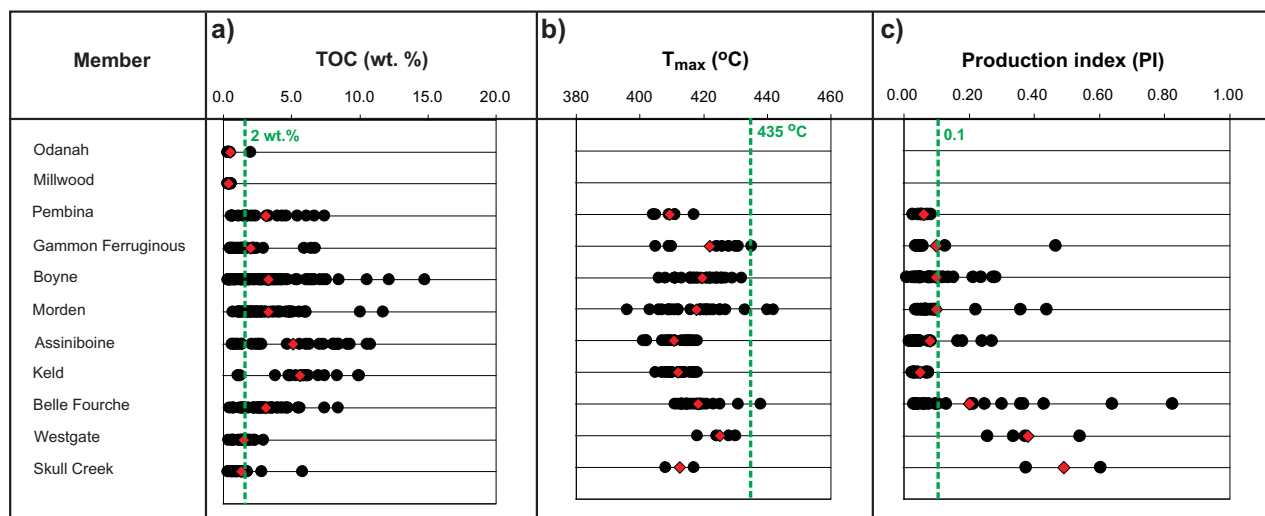 a)
b)
c)
Member
TOC (wt. %)
Tmax (ºC)
Production index (PI)
0.0 5.0 10.0 15.0 20.0
380 400 420 440 460
0.00 0.20 0.40 0.60 0.80 1.00
2 wt.%
435 ºC
0.1
Odanah
Millwood
Pembina
Gammon Ferruginous
Boyne
Morden
Assiniboine
Keld
Belle Fourche
Westgate
Skull Creek